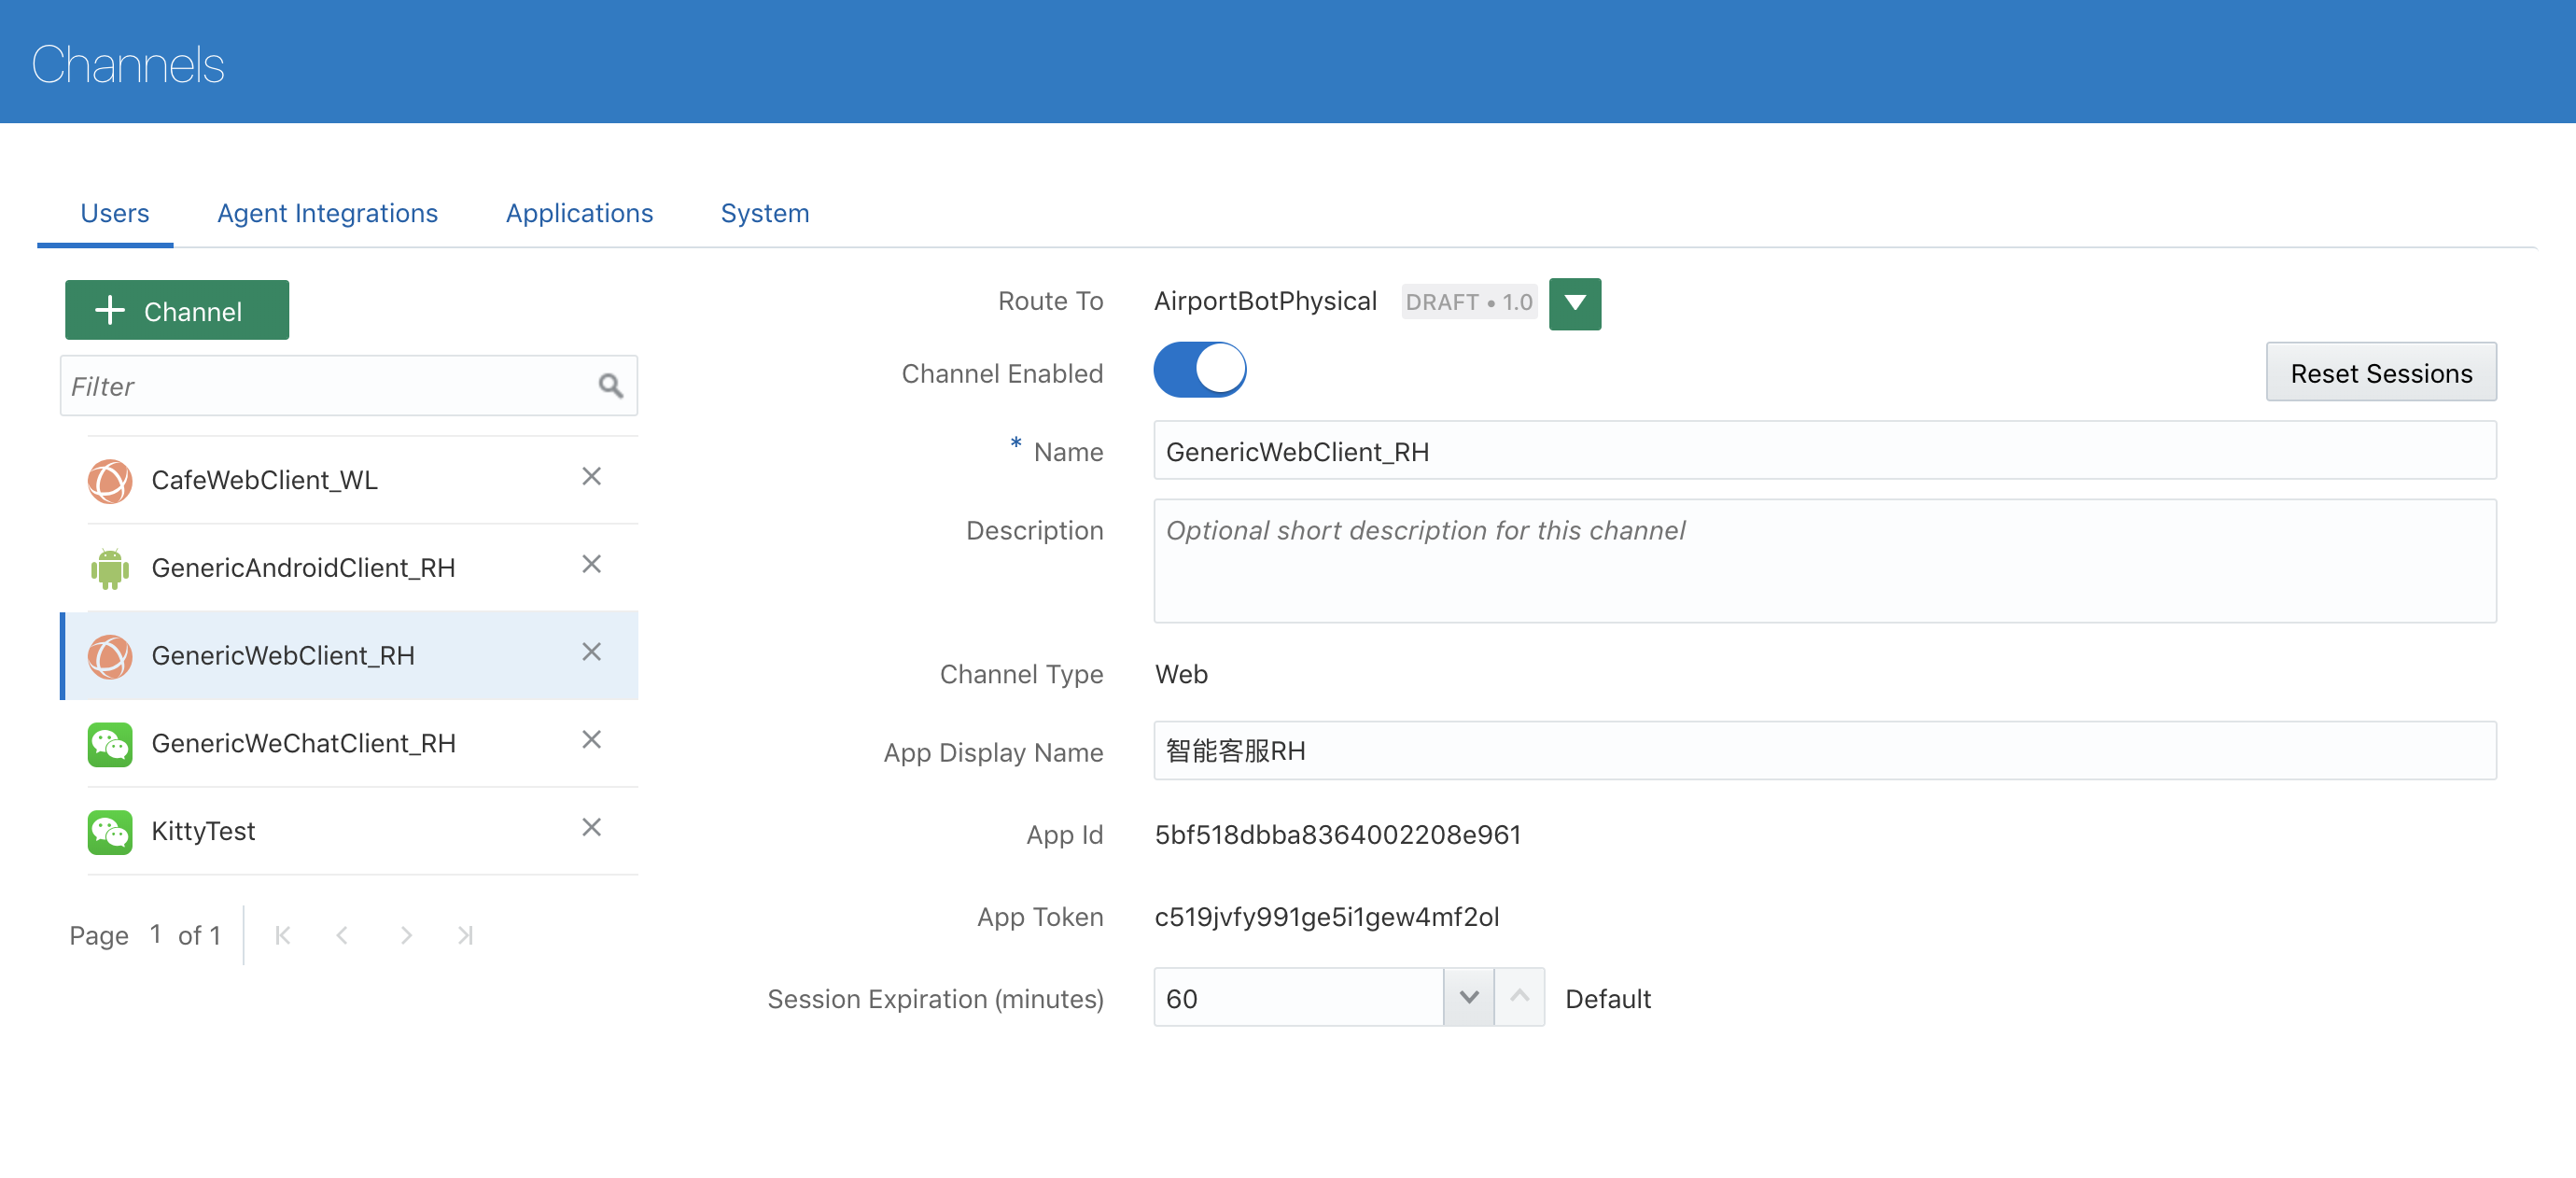 Channels
Users Agent Integrations Applications System
+ Channel
Filter
CafeWebClient_WL
GenericAndroidClient_RH
GenericWebClient_RH
GenericWeChatClient_RH
KittyTest
Page 1 of 1
Route To AirportBotPhysical DRAFT • 1.0
Channel Enabled Reset Sessions
* Name GenericWebClient_RH
Description Optional short description for this channel
Channel Type Web
App Display Name 智能客服RH
App Id 5bf518dbba8364002208e961
App Token c519jvfy991ge5i1gew4mf2ol
Session Expiration (minutes) 60 Default